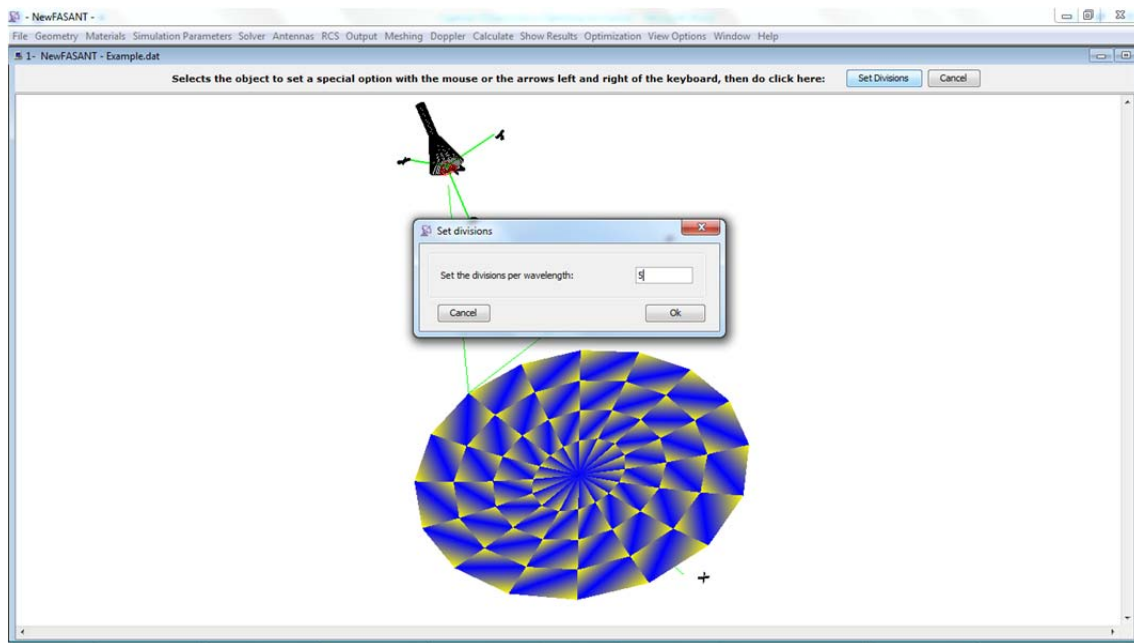 - NewFASANT -
File Geometry Materials Simulation Parameters Solver Antennas RCS Output Meshing Doppler Calculate Show Results Optimization View Options Window Help
1- NewFASANT - Example.dat
Selects the object to set a special option with the mouse or the arrows left and right of the keyboard, then do click here: Set Divisions Cancel
Set divisions
Set the divisions per wavelength: 5
Cancel Ok